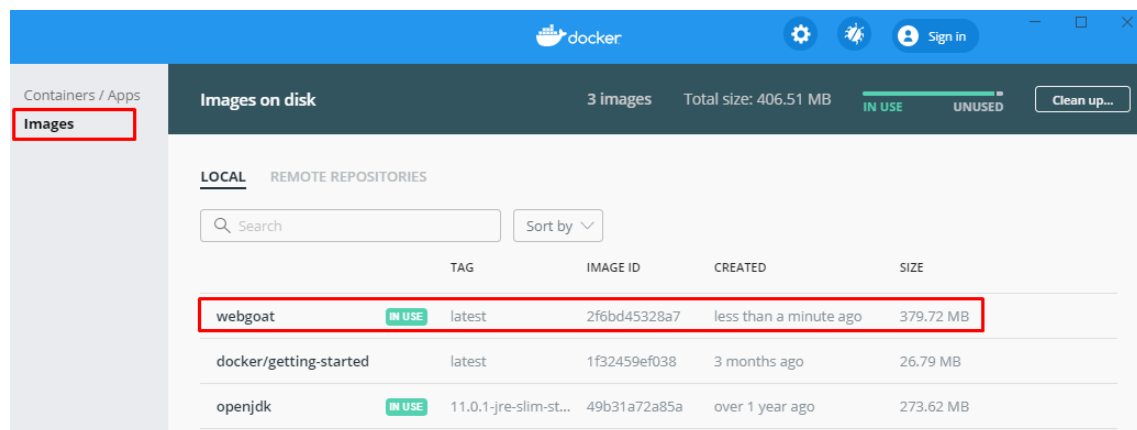 docker
Sign in
Containers / Apps
Images
Images on disk
3 images
Total size: 406.51 MB
IN USE
UNUSED
Clean up...
LOCAL
REMOTE REPOSITORIES
Search
Sort by
TAG IMAGE ID CREATED SIZE
webgoat IN USE latest 2f6bd45328a7 less than a minute ago 379.72 MB
docker/getting-started latest 1f32459ef038 3 months ago 26.79 MB
openjdk IN USE 11.0.1-jre-slim-st... 49b31a72a85a over 1 year ago 273.62 MB